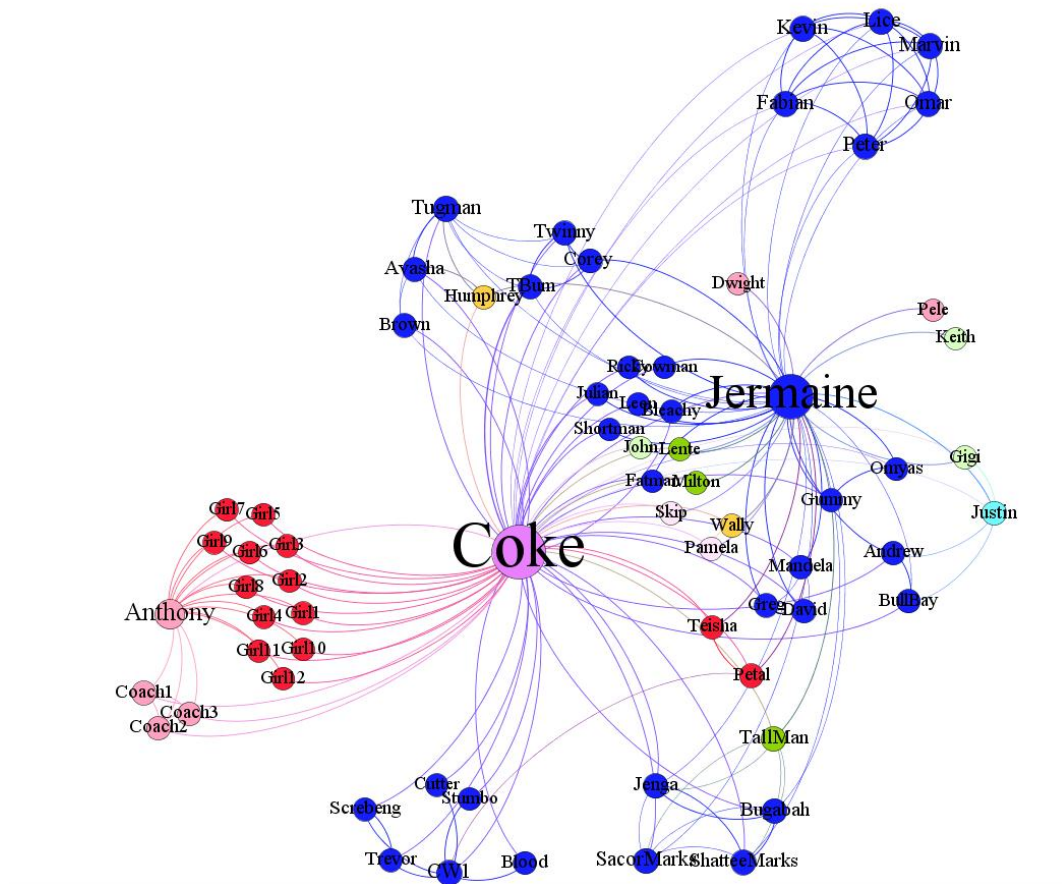 Kevin
Lice
Marvin
Fabian
Omar
Peter
Tugman
Twinny
Corey
Avasha
TBum
Humphrey
Brown
Dwight
Pele
Keith
Ricky
Cowman
Julian
Leon
Bleachy
Jermaine
Shortman
John
Lente
Gigi
Omyas
Fatman
Milton
Gummy
Skip
Wally
Justin
Girl7
Girl5
Girl9
Girl6
Girl3
Coke
Pamela
Andrew
Mandela
Girl8
Girl2
Anthony
Girl4
Girl1
Greg
David
BullBay
Teisha
Girl11
Girl10
Girl12
Petal
Coach1
Coach3
Coach2
TallMan
Cutter
Stumbo
Jenga
Screbeng
Bugabah
Trevor
CW1
Blood
SacorMarks
ShatteeMarks